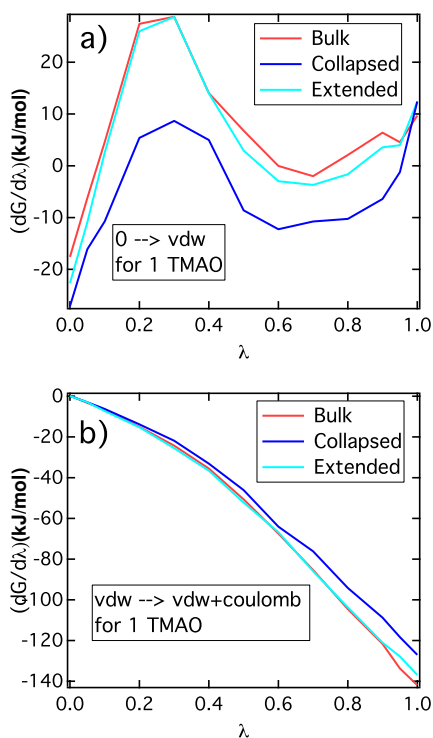 a)
Bulk
Collapsed
Extended
(dG/dλ)(kJ/mol)
20
10
0
-10
-20
0 --> vdw
for 1 TMAO
0.0 0.2 0.4 0.6 0.8 1.0
λ
b)
Bulk
Collapsed
Extended
(dG/dλ)(kJ/mol)
0
-20
-40
-60
-80
-100
-120
-140
vdw --> vdw+coulomb
for 1 TMAO
0.0 0.2 0.4 0.6 0.8 1.0
λ